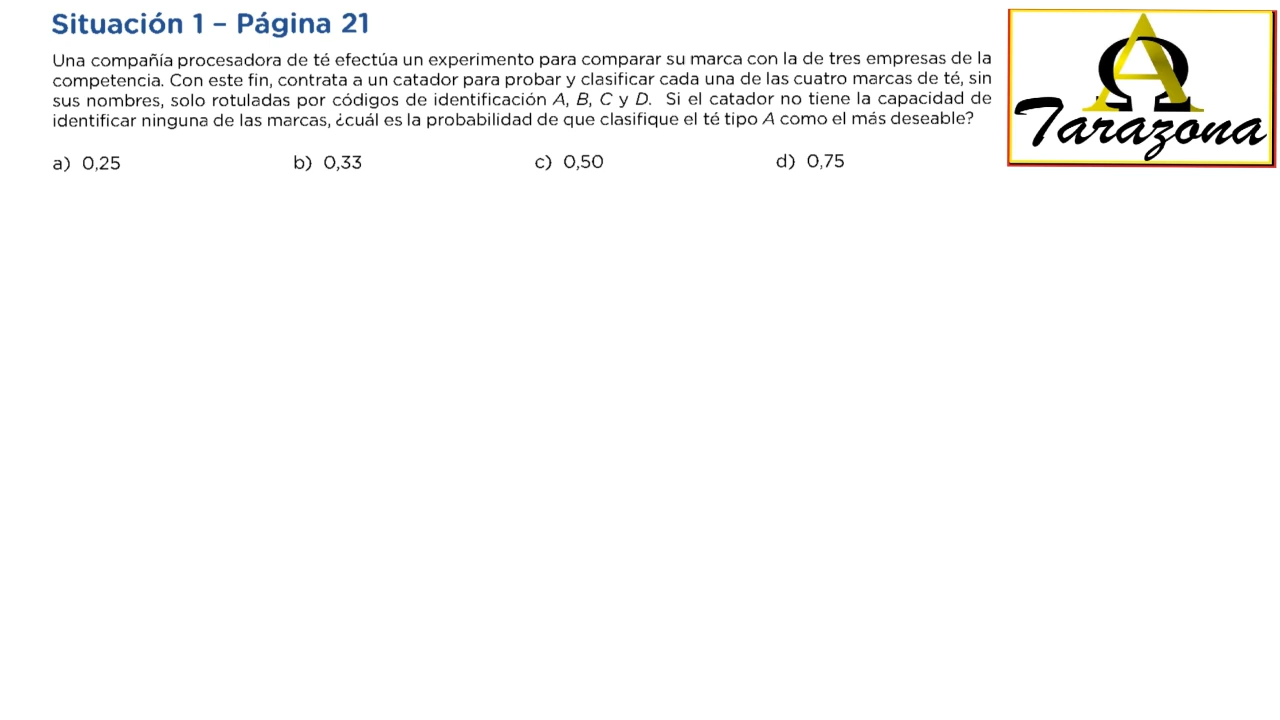 Situación 1 – Página 21
Una compañía procesadora de té efectúa un experimento para comparar su marca con la de tres empresas de la
competencia. Con este fin, contrata a un catador para probar y clasificar cada una de las cuatro marcas de té, sin
sus nombres, solo rotuladas por códigos de identificación A, B, C y D. Si el catador no tiene la capacidad de
identificar ninguna de las marcas, ¿cuál es la probabilidad de que clasifique el té tipo A como el más deseable?
a) 0,25 b) 0,33 c) 0,50 d) 0,75
AΩ
Tarazona